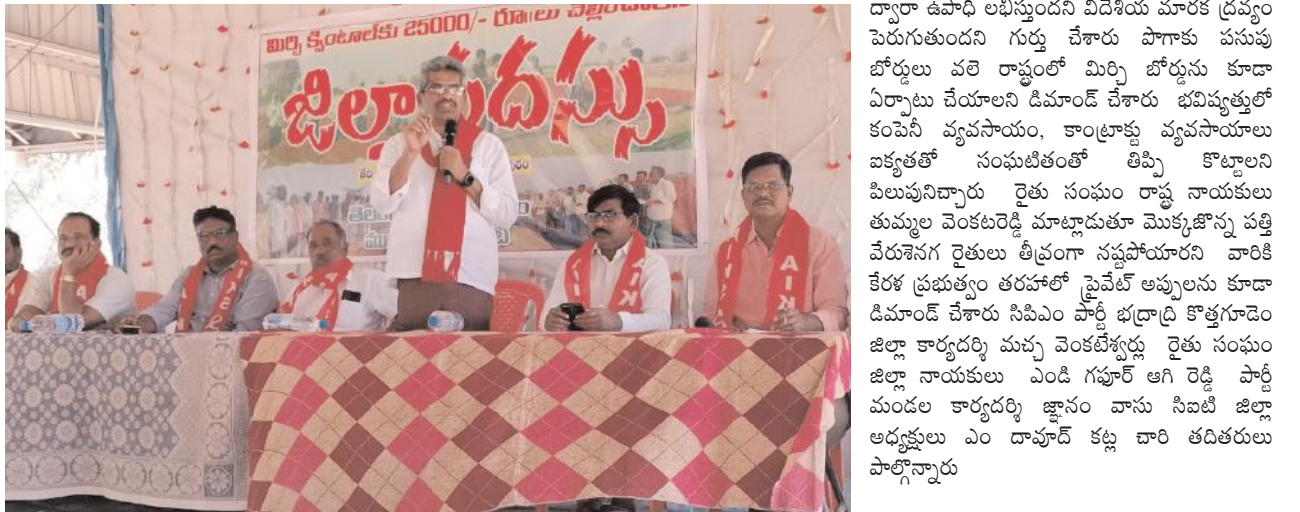 మిర్చి క్వింటాల్‌కు 25000/- రూ॥లు చెల్లించాలని
జిల్లా సదస్సు
తెలం
ము
AIK
ద్వారా ఉపాధి లభిస్తుందని విదేశీయ మారక ద్రవ్యం
పెరుగుతుందని గుర్తు చేశారు పొగాకు పసుపు
బోర్డులు వలె రాష్ట్రంలో మిర్చి బోర్డును కూడా
ఏర్పాటు చేయాలని డిమాండ్ చేశారు భవిష్యత్తులో
కంపెనీ వ్యవసాయం, కాంట్రాక్టు వ్యవసాయాలు
ఐక్యతతో సంఘటితంతో తిప్పి కొట్టాలని
పిలుపునిచ్చారు రైతు సంఘం రాష్ట్ర నాయకులు
తుమ్మల వెంకటరెడ్డి మాట్లాడుతూ మొక్కజొన్న పత్తి
వేరుశెనగ రైతులు తీవ్రంగా నష్టపోయారని వారికి
కేరళ ప్రభుత్వం తరహాలో ప్రైవేట్ అప్పులను కూడా
డిమాండ్ చేశారు సిపిఎం పార్టీ భద్రాద్రి కొత్తగూడెం
జిల్లా కార్యదర్శి మచ్చ వెంకటేశ్వర్లు రైతు సంఘం
జిల్లా నాయకులు ఎండి గఫూర్ ఆగి రెడ్డి పార్టీ
మండల కార్యదర్శి జ్ఞానం వాసు సిఐటి జిల్లా
అధ్యక్షులు ఎం దావూద్ కట్ల చారి తదితరులు
పాల్గొన్నారు